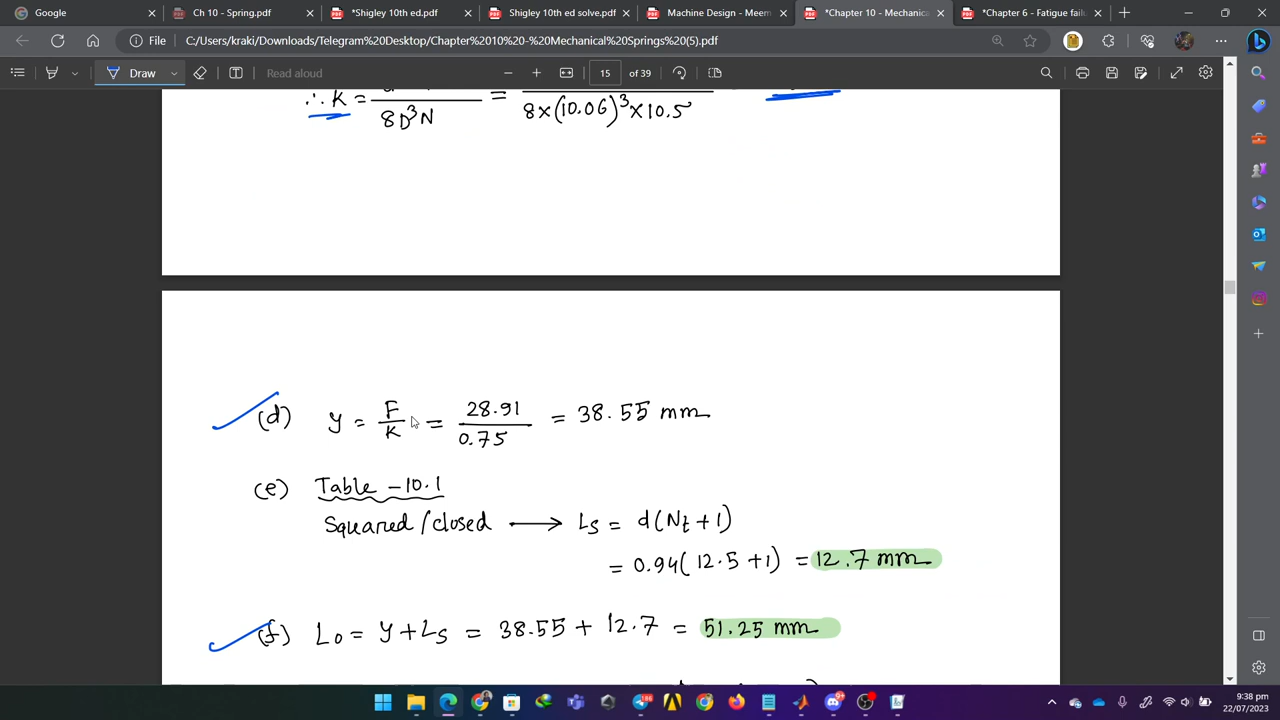 Google
Ch 10 - Spring.pdf
*Shigley 10th ed.pdf
Shigley 10th ed solve.pdf
Machine Design - Meem
*Chapter 10 - Mechanica
*Chapter 6 - Fatigue failu
File
C:/Users/kraki/Downloads/Telegram%20Desktop/Chapter%2010%20-%20Mechanical%20Springs%20(5).pdf
Draw
Read aloud
15 of 39
∴ K = / 8D³N = / 8×(10.06)³×10.5
(d) y = F/K = 28.91/0.75 = 38.55 mm
(e) Table - 10.1
Squared/closed ⟶ Ls = d(Nt+1)
= 0.94(12.5+1) = 12.7 mm
(f) Lo = y+Ls = 38.55 + 12.7 = 51.25 mm
9:38 pm
22/07/2023